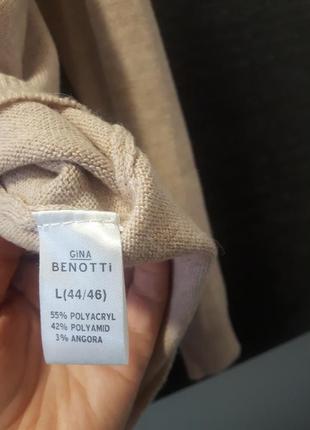 GiNA
BENOTTi
L(44/46)
55% POLYACRYL
42% POLYAMID
3% ANGORA